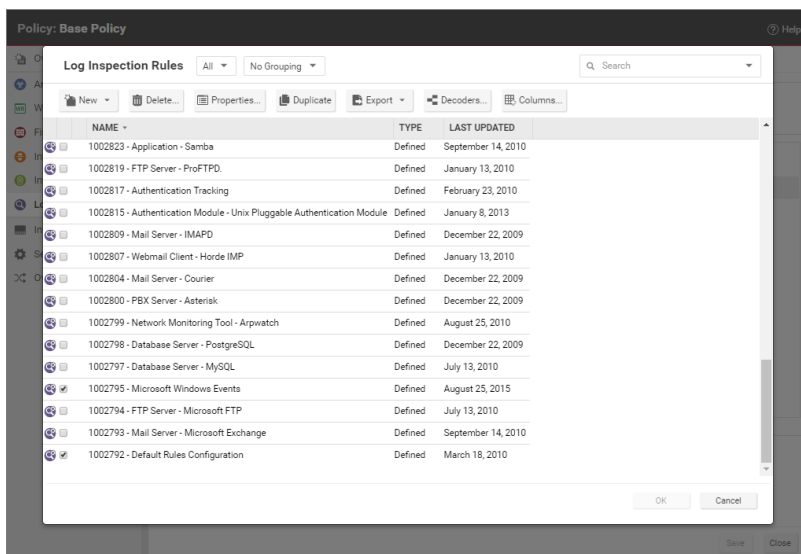 Policy: Base Policy
Help
Log Inspection Rules All No Grouping Search
New Delete... Properties... Duplicate Export Decoders... Columns...
NAME TYPE LAST UPDATED
1002823 - Application - Samba Defined September 14, 2010
1002819 - FTP Server - ProFTPD. Defined January 13, 2010
1002817 - Authentication Tracking Defined February 23, 2010
1002815 - Authentication Module - Unix Pluggable Authentication Module Defined January 8, 2013
1002809 - Mail Server - IMAPD Defined December 22, 2009
1002807 - Webmail Client - Horde IMP Defined January 13, 2010
1002804 - Mail Server - Courier Defined December 22, 2009
1002800 - PBX Server - Asterisk Defined December 22, 2009
1002799 - Network Monitoring Tool - Arpwatch Defined August 25, 2010
1002798 - Database Server - PostgreSQL Defined December 22, 2009
1002797 - Database Server - MySQL Defined July 13, 2010
1002795 - Microsoft Windows Events Defined August 25, 2015
1002794 - FTP Server - Microsoft FTP Defined July 13, 2010
1002793 - Mail Server - Microsoft Exchange Defined September 14, 2010
1002792 - Default Rules Configuration Defined March 18, 2010
OK Cancel
Save Close